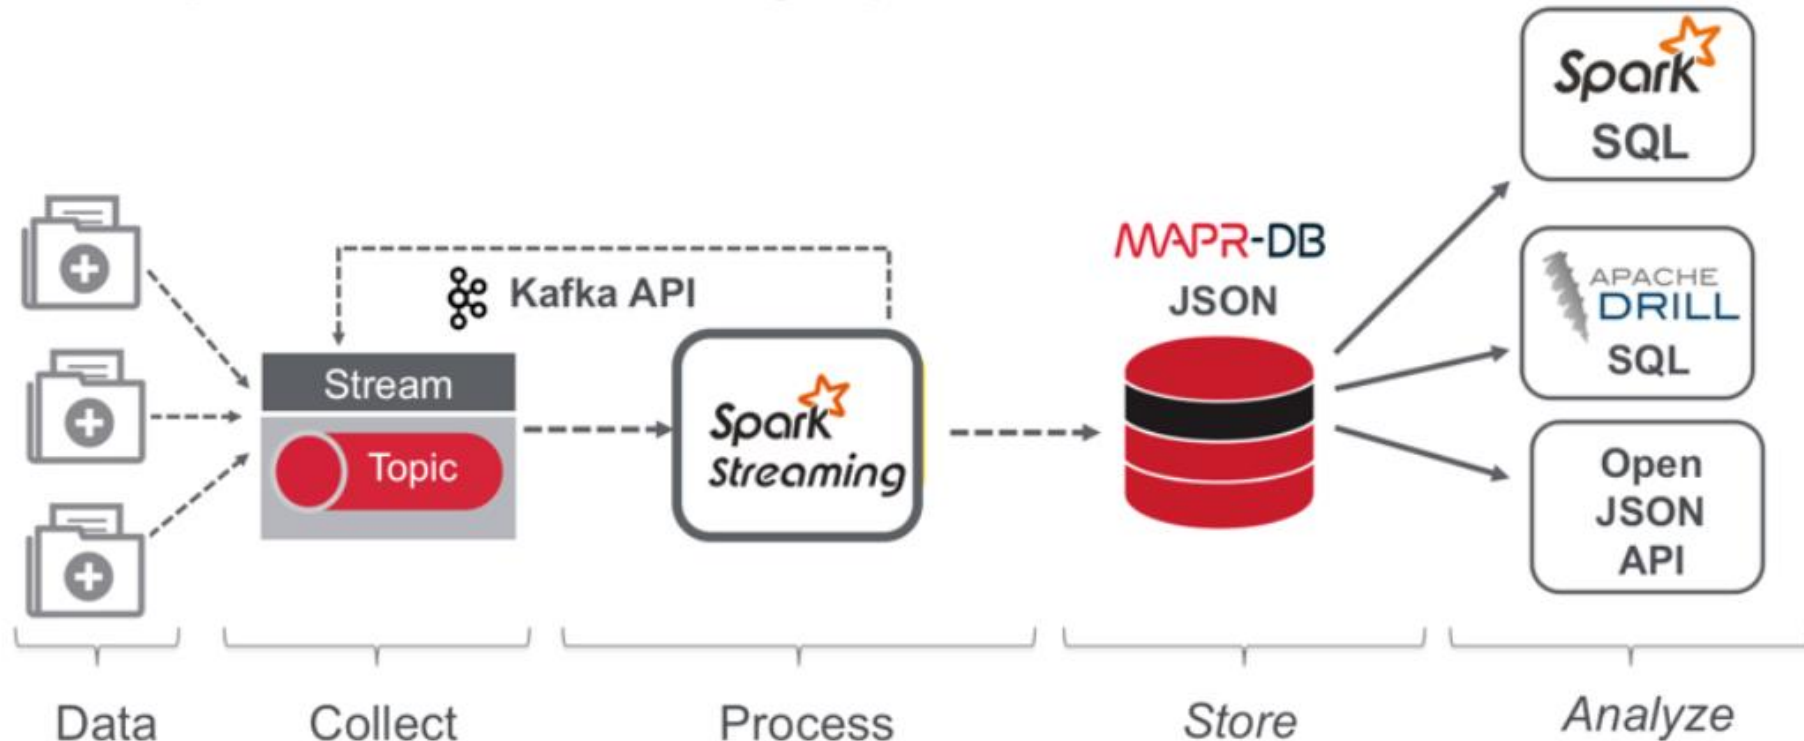 Spark
SQL
MAPR-DB
JSON
Kafka API
APACHE
DRILL
SQL
Stream
Topic
Spark
Streaming
Open
JSON
API
Data
Collect
Process
Store
Analyze